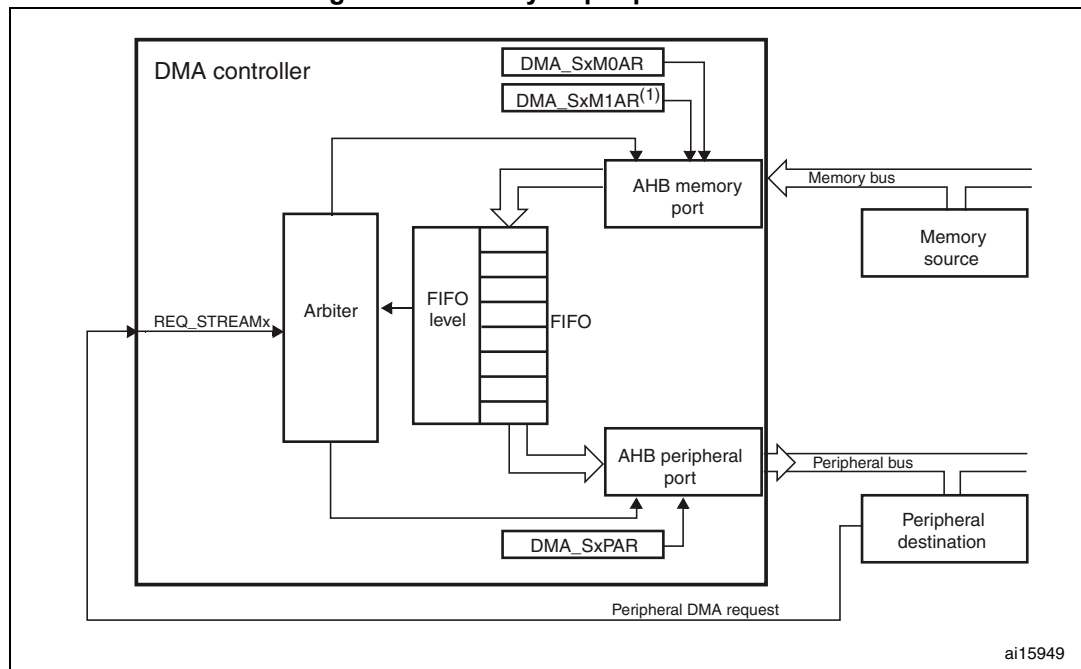 DMA controller
DMA_SxM0AR
DMA_SxM1AR(1)
AHB memory
port
Memory bus
Memory
source
Arbiter
FIFO
level
FIFO
REQ_STREAMx
AHB peripheral
port
Peripheral bus
DMA_SxPAR
Peripheral
destination
Peripheral DMA request
ai15949